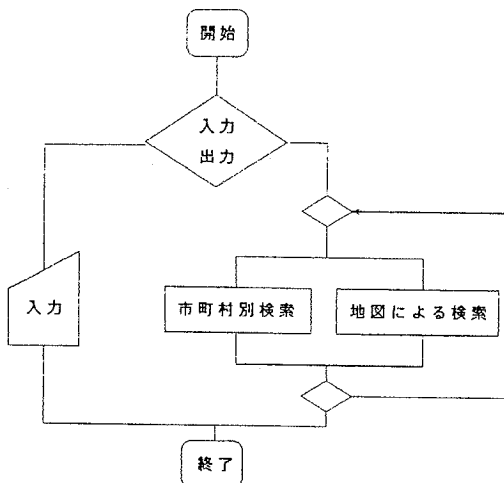 開始
入力
出力
入力
市町村別検索
地図による検索
終了